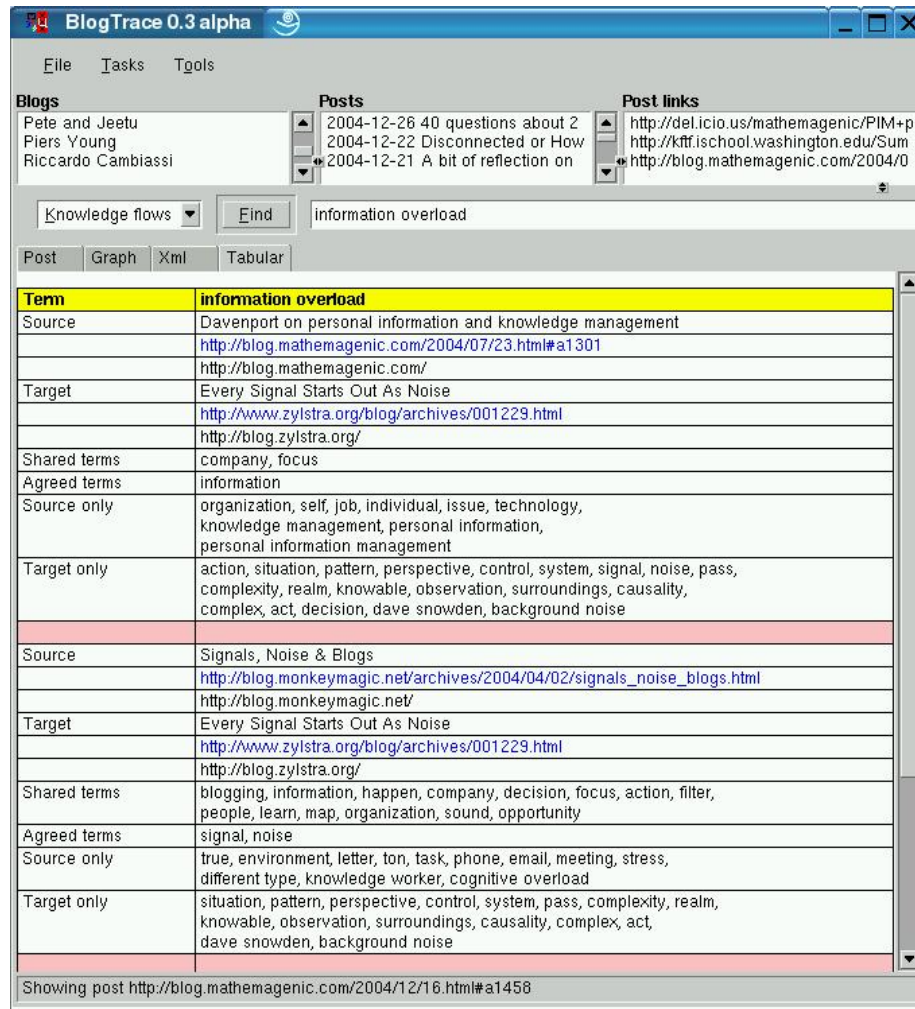 BlogTrace 0.3 alpha
File Tasks Tools
Blogs Posts Post links
Pete and Jeetu 2004-12-26 40 questions about 2 http://del.icio.us/mathemagenic/PIM+p
Piers Young 2004-12-22 Disconnected or How http://kftf.ischool.washington.edu/Sum
Riccardo Cambiassi 2004-12-21 A bit of reflection on http://blog.mathemagenic.com/2004/0
Knowledge flows Find information overload
Post Graph Xml Tabular
Term information overload
Source Davenport on personal information and knowledge management
http://blog.mathemagenic.com/2004/07/23.html#a1301
http://blog.mathemagenic.com/
Target Every Signal Starts Out As Noise
http://www.zylstra.org/blog/archives/001229.html
http://blog.zylstra.org/
Shared terms company, focus
Agreed terms information
Source only organization, self, job, individual, issue, technology,
knowledge management, personal information,
personal information management
Target only action, situation, pattern, perspective, control, system, signal, noise, pass,
complexity, realm, knowable, observation, surroundings, causality,
complex, act, decision, dave snowden, background noise
Source Signals, Noise & Blogs
http://blog.monkeymagic.net/archives/2004/04/02/signals_noise_blogs.html
http://blog.monkeymagic.net/
Target Every Signal Starts Out As Noise
http://www.zylstra.org/blog/archives/001229.html
http://blog.zylstra.org/
Shared terms blogging, information, happen, company, decision, focus, action, filter,
people, learn, map, organization, sound, opportunity
Agreed terms signal, noise
Source only true, environment, letter, ton, task, phone, email, meeting, stress,
different type, knowledge worker, cognitive overload
Target only situation, pattern, perspective, control, system, pass, complexity, realm,
knowable, observation, surroundings, causality, complex, act,
dave snowden, background noise
Showing post http://blog.mathemagenic.com/2004/12/16.html#a1458